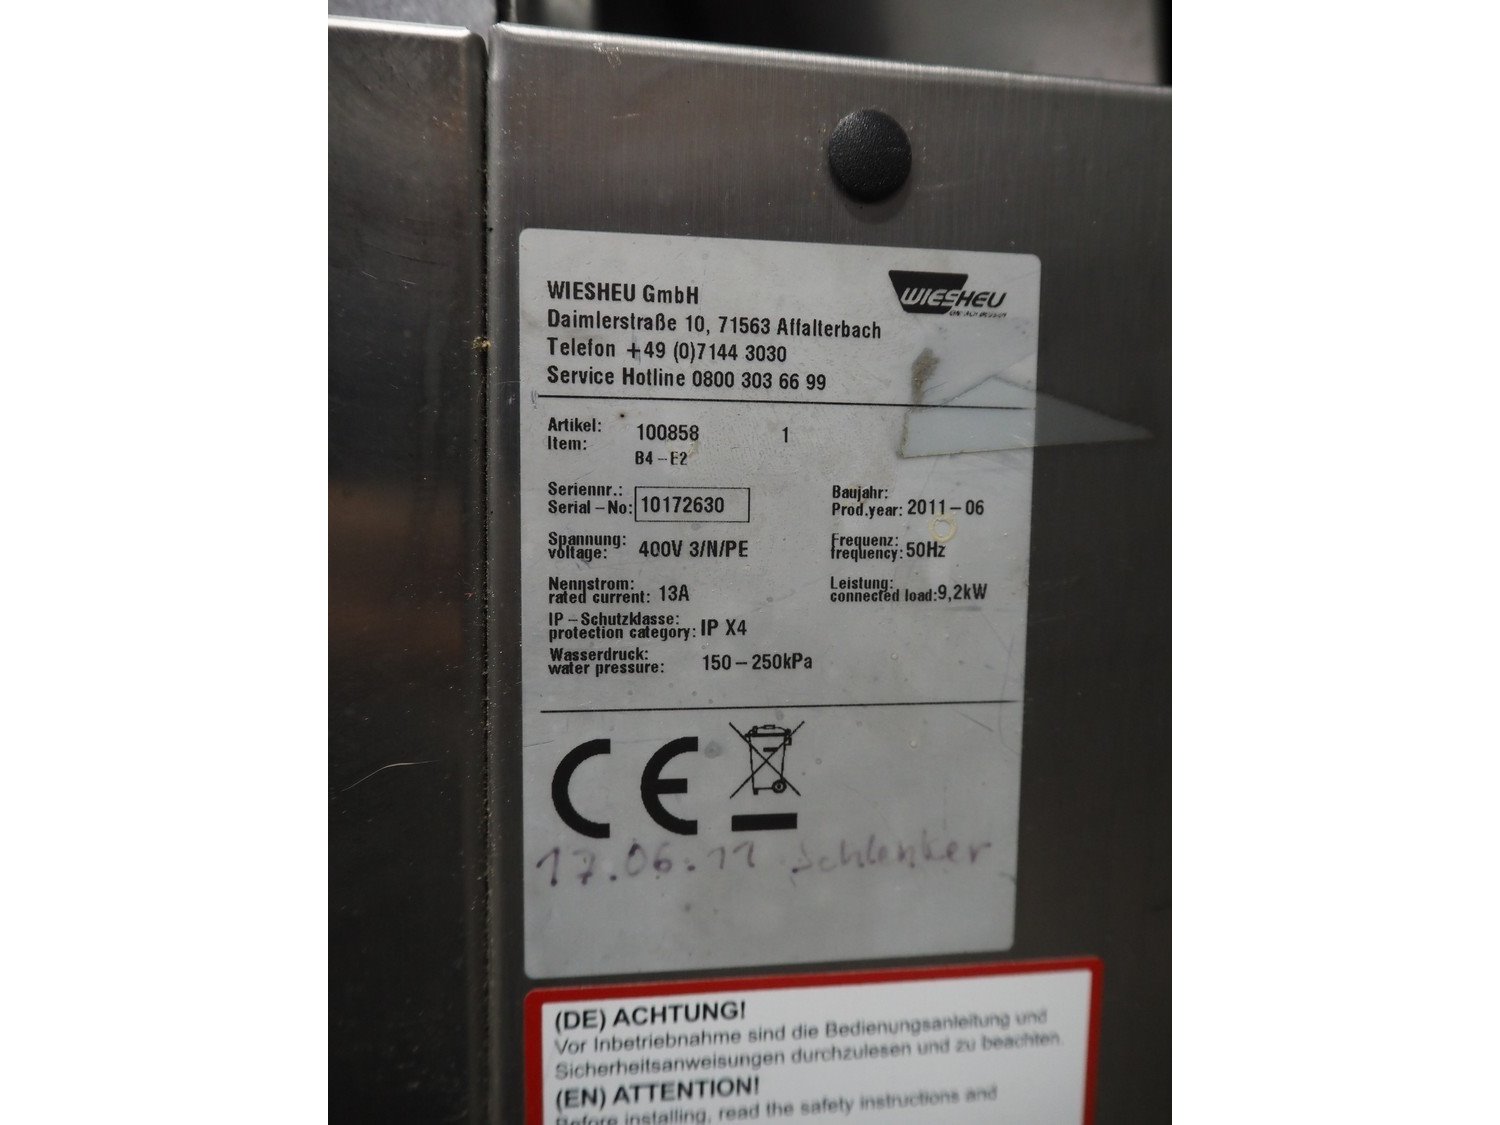 WIESHEU GmbH
Daimlerstraße 10, 71563 Affalterbach
Telefon +49 (0)7144 3030
Service Hotline 0800 303 66 99
WIESHEU
Artikel:
Item: 100858 1
B4-E2
Seriennr.:
Serial-No: 10172630
Baujahr:
Prod.year: 2011-06
Spannung:
voltage: 400V 3/N/PE
Frequenz:
frequency: 50Hz
Nennstrom:
rated current: 13A
Leistung:
connected load: 9,2kW
IP-Schutzklasse:
protection category: IP X4
Wasserdruck:
water pressure: 150-250kPa
CE
17.06.11 Schlenker
(DE) ACHTUNG!
Vor Inbetriebnahme sind die Bedienungsanleitung und
Sicherheitsanweisungen durchzulesen und zu beachten.
(EN) ATTENTION!
Before installing, read the safety instructions and